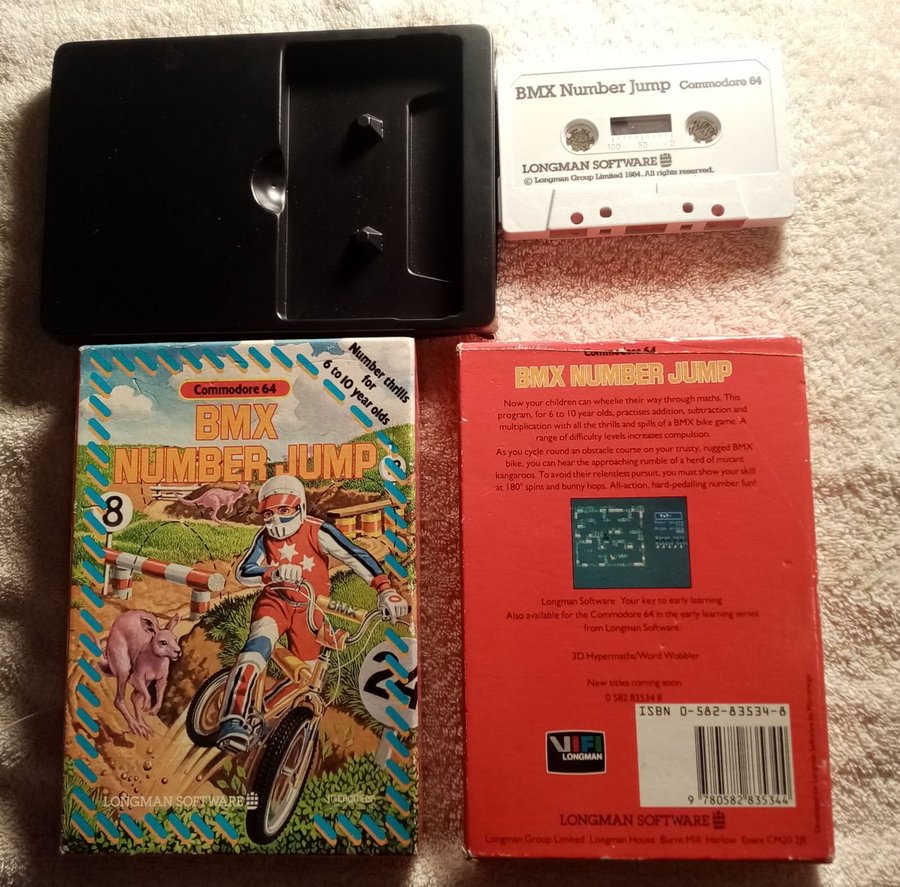 BMX Number Jump Commodore 64
100 50 0
LONGMAN SOFTWARE
© Longman Group Limited 1984. All rights reserved.
Number thrills
for
6 to 10 year olds
Commodore 64
BMX
NUMBER JUMP
8
BMX
2
LONGMAN SOFTWARE
Commodore 64
BMX NUMBER JUMP
Now your children can wheelie their way through maths. This
program, for 6 to 10 year olds, practises addition, subtraction and
multiplication with all the thrills and spills of a BMX bike game. A
range of difficulty levels increases compulsion.
As you cycle round an obstacle course on your trusty, rugged BMX
bike, you can hear the approaching rumble of a herd of mutant
kangaroos. To avoid their relentless pursuit, you must show your skill
at 180° spins and bunny hops. All-action, hard-pedalling number fun!
Longman Software Your key to early learning
Also available for the Commodore 64 in the early learning series
from Longman Software:
3D Hypermaths/Word Wobbler
New titles coming soon.
0 582 83534 8
ISBN 0-582-83534-8
9 780582 835344
VIFI
LONGMAN
LONGMAN SOFTWARE
Longman Group Limited Longman House Burnt Mill Harlow Essex CM20 2JE